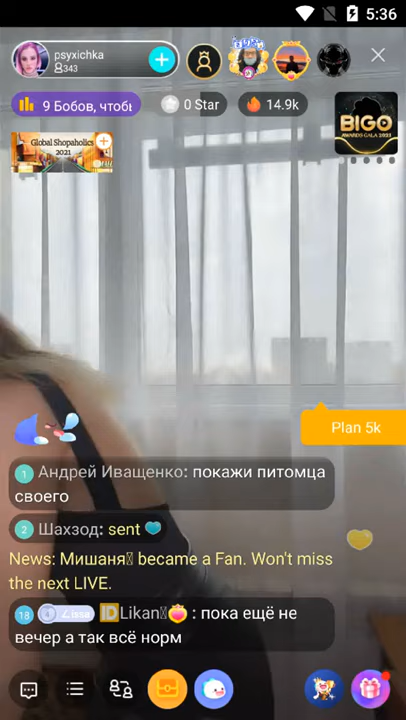 5:36
psyxichka
343
9 Бобов, чтобь
0 Star
14.9k
BIGO
AWARDS GALA 2021
Global Shopaholics
2021
Plan 5k
1 Андрей Иващенко: покажи питомца
своего
2 Шахзод: sent
News: Мишаня became a Fan. Won't miss
the next LIVE.
18 ID Likan : пока ещё не
вечер а так всё норм